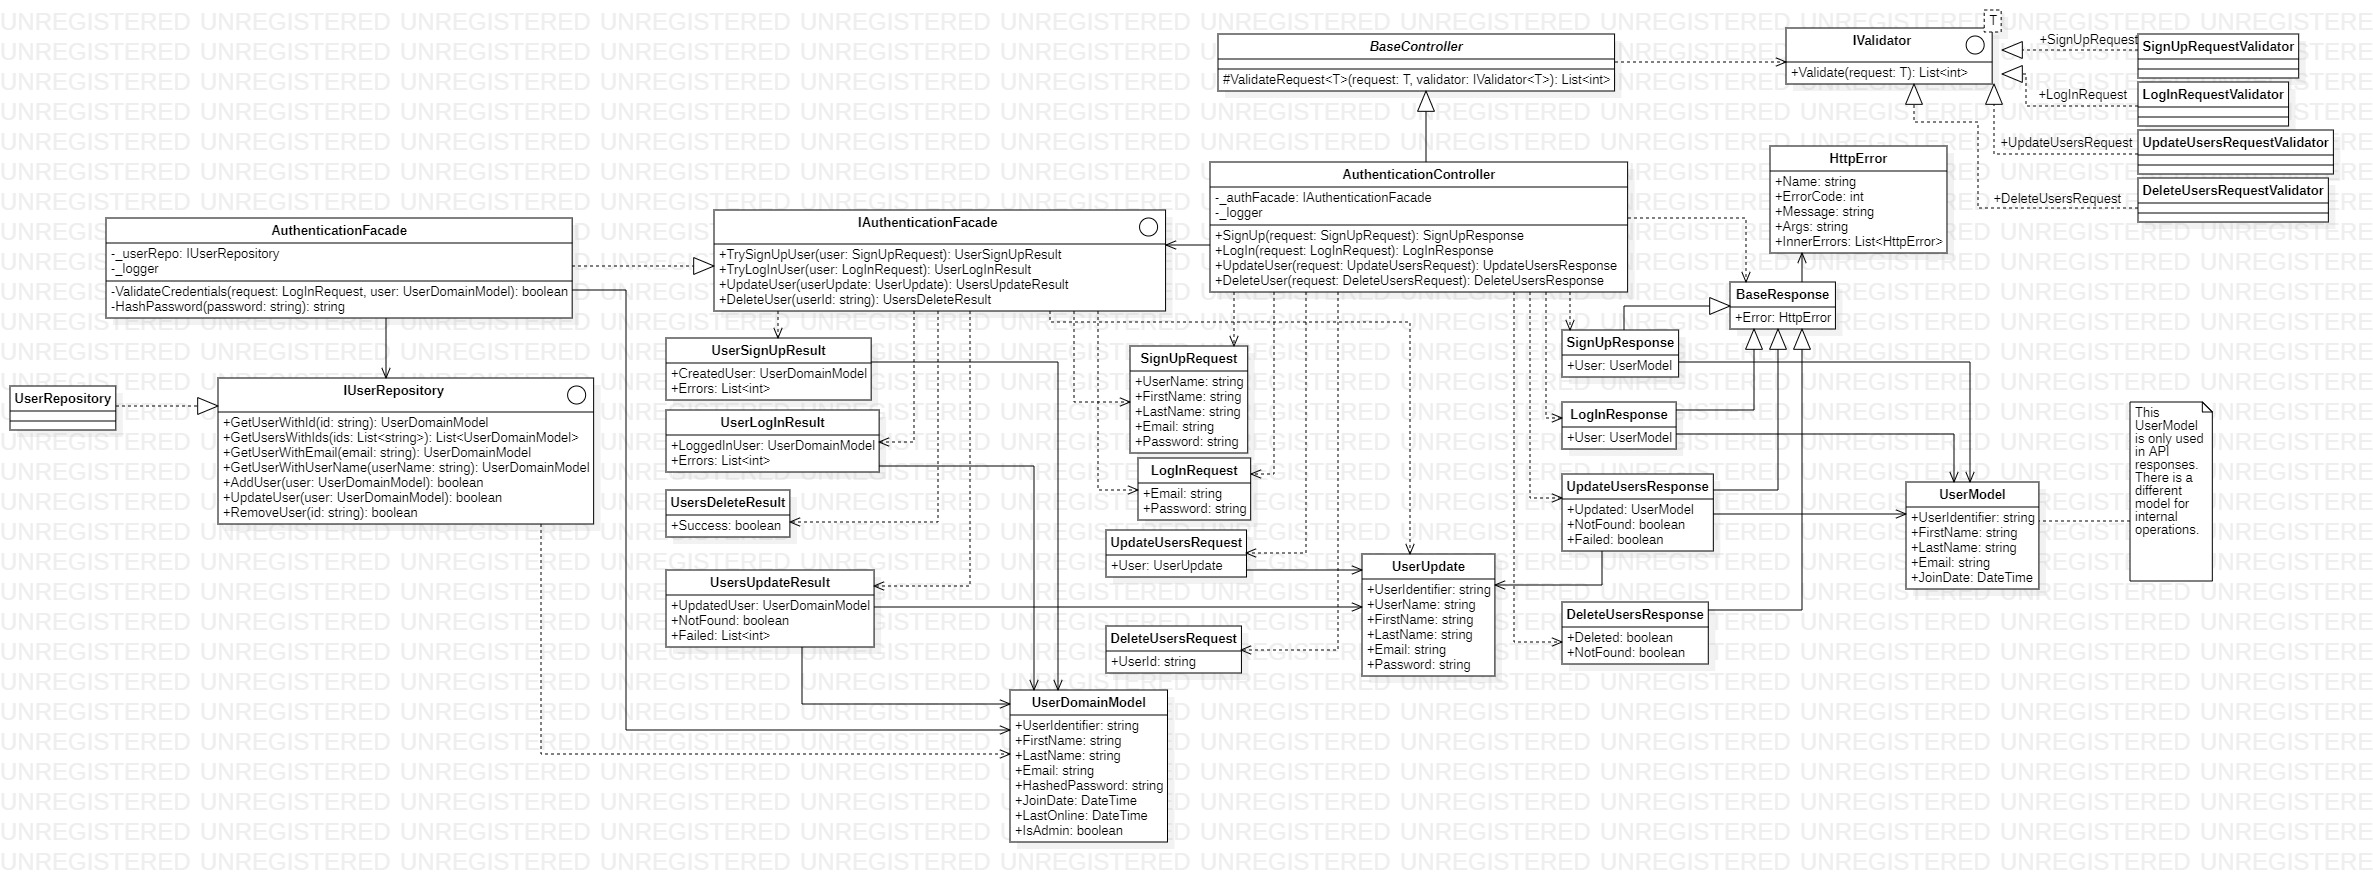 BaseController
#ValidateRequest<T>(request: T, validator: IValidator<T>): List<int>
T
IValidator
+Validate(request: T): List<int>
+SignUpRequest
SignUpRequestValidator
+LogInRequest
LogInRequestValidator
+UpdateUsersRequest
UpdateUsersRequestValidator
+DeleteUsersRequest
DeleteUsersRequestValidator
HttpError
+Name: string
+ErrorCode: int
+Message: string
+Args: string
+InnerErrors: List<HttpError>
AuthenticationController
-_authFacade: IAuthenticationFacade
-_logger
+SignUp(request: SignUpRequest): SignUpResponse
+LogIn(request: LogInRequest): LogInResponse
+UpdateUser(request: UpdateUsersRequest): UpdateUsersResponse
+DeleteUser(request: DeleteUsersRequest): DeleteUsersResponse
IAuthenticationFacade
+TrySignUpUser(user: SignUpRequest): UserSignUpResult
+TryLogInUser(user: LogInRequest): UserLogInResult
+UpdateUser(userUpdate: UserUpdate): UsersUpdateResult
+DeleteUser(userId: string): UsersDeleteResult
AuthenticationFacade
-_userRepo: IUserRepository
-_logger
-ValidateCredentials(request: LogInRequest, user: UserDomainModel): boolean
-HashPassword(password: string): string
BaseResponse
+Error: HttpError
UserRepository
IUserRepository
+GetUserWithId(id: string): UserDomainModel
+GetUsersWithIds(ids: List<string>): List<UserDomainModel>
+GetUserWithEmail(email: string): UserDomainModel
+GetUserWithUserName(userName: string): UserDomainModel
+AddUser(user: UserDomainModel): boolean
+UpdateUser(user: UserDomainModel): boolean
+RemoveUser(id: string): boolean
UserSignUpResult
+CreatedUser: UserDomainModel
+Errors: List<int>
UserLogInResult
+LoggedInUser: UserDomainModel
+Errors: List<int>
UsersDeleteResult
+Success: boolean
UsersUpdateResult
+UpdatedUser: UserDomainModel
+NotFound: boolean
+Failed: List<int>
SignUpRequest
+UserName: string
+FirstName: string
+LastName: string
+Email: string
+Password: string
LogInRequest
+Email: string
+Password: string
UpdateUsersRequest
+User: UserUpdate
DeleteUsersRequest
+UserId: string
UserUpdate
+UserIdentifier: string
+UserName: string
+FirstName: string
+LastName: string
+Email: string
+Password: string
SignUpResponse
+User: UserModel
LogInResponse
+User: UserModel
UpdateUsersResponse
+Updated: UserModel
+NotFound: boolean
+Failed: boolean
DeleteUsersResponse
+Deleted: boolean
+NotFound: boolean
UserModel
+UserIdentifier: string
+FirstName: string
+LastName: string
+Email: string
+JoinDate: DateTime
This
UserModel
is only used
in API
responses.
There is a
different
model for
internal
operations.
UserDomainModel
+UserIdentifier: string
+FirstName: string
+LastName: string
+Email: string
+HashedPassword: string
+JoinDate: DateTime
+LastOnline: DateTime
+IsAdmin: boolean
UNREGISTERED